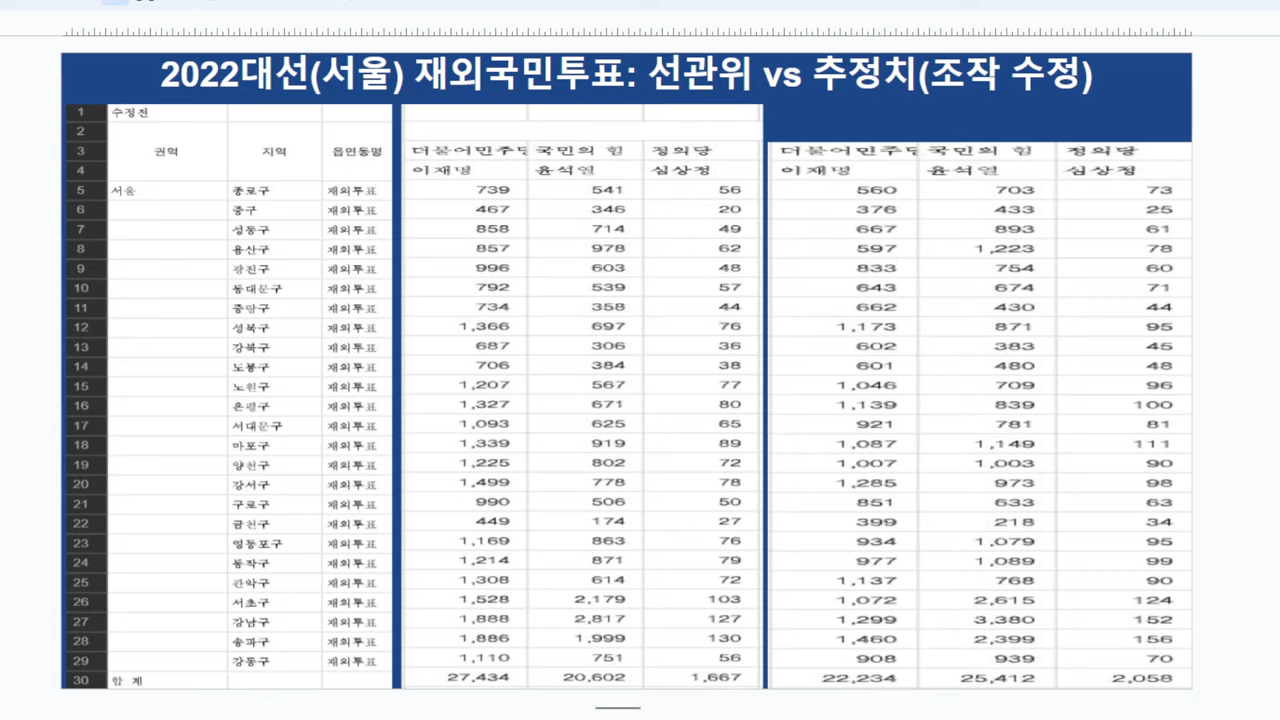 2022대선(서울) 재외국민투표: 선관위 vs 추정치(조작 수정)
1 수정전
2
3 권역 지역 읍면동명 더불어민주당 국민의 힘 정의당 더불어민주당 국민의 힘 정의당
4 이재명 윤석열 심상정 이재명 윤석열 심상정
5 서울 종로구 재외투표 739 541 56 560 703 73
6 중구 재외투표 467 346 20 376 433 25
7 성동구 재외투표 858 714 49 667 893 61
8 용산구 재외투표 857 978 62 597 1,223 78
9 광진구 재외투표 996 603 48 833 754 60
10 동대문구 재외투표 792 539 57 643 674 71
11 중랑구 재외투표 734 358 44 662 430 44
12 성북구 재외투표 1,366 697 76 1,173 871 95
13 강북구 재외투표 687 306 36 602 383 45
14 도봉구 재외투표 706 384 38 601 480 48
15 노원구 재외투표 1,207 567 77 1,046 709 96
16 은평구 재외투표 1,327 671 80 1,139 839 100
17 서대문구 재외투표 1,093 625 65 921 781 81
18 마포구 재외투표 1,339 919 89 1,087 1,149 111
19 양천구 재외투표 1,225 802 72 1,007 1,003 90
20 강서구 재외투표 1,499 778 78 1,285 973 98
21 구로구 재외투표 990 506 50 851 633 63
22 금천구 재외투표 449 174 27 399 218 34
23 영등포구 재외투표 1,169 863 76 934 1,079 95
24 동작구 재외투표 1,214 871 79 977 1,089 99
25 관악구 재외투표 1,308 614 72 1,137 768 90
26 서초구 재외투표 1,528 2,179 103 1,072 2,615 124
27 강남구 재외투표 1,888 2,817 127 1,299 3,380 152
28 송파구 재외투표 1,886 1,999 130 1,460 2,399 156
29 강동구 재외투표 1,110 751 56 908 939 70
30 합 계 27,434 20,602 1,667 22,234 25,412 2,058